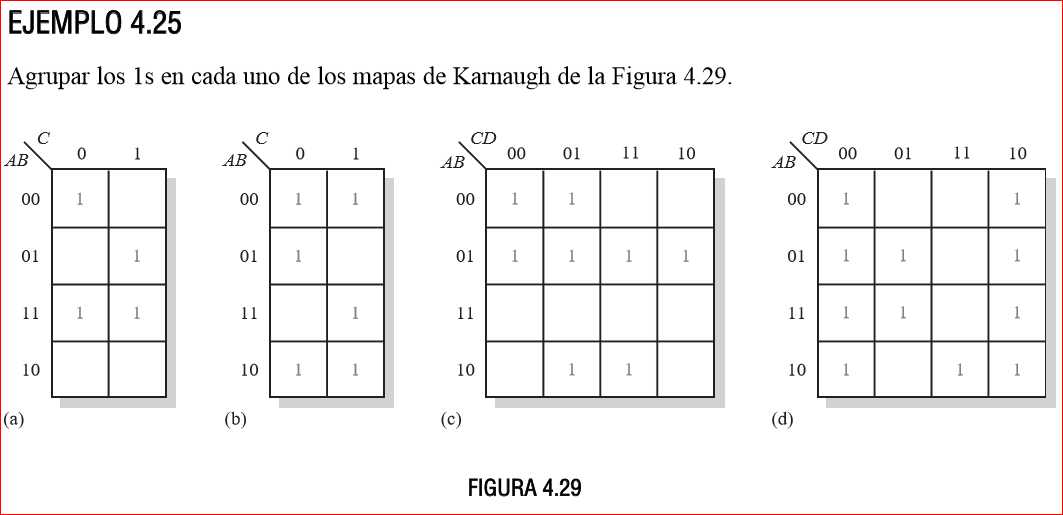 EJEMPLO 4.25
Agrupar los 1s en cada uno de los mapas de Karnaugh de la Figura 4.29.
C
AB 0 1
00 1
01 1
11 1 1
10
(a)
C
AB 0 1
00 1 1
01 1
11 1
10 1 1
(b)
CD
AB 00 01 11 10
00 1 1
01 1 1 1 1
11
10 1 1
(c)
CD
AB 00 01 11 10
00 1 1
01 1 1 1
11 1 1 1
10 1 1 1
(d)
FIGURA 4.29